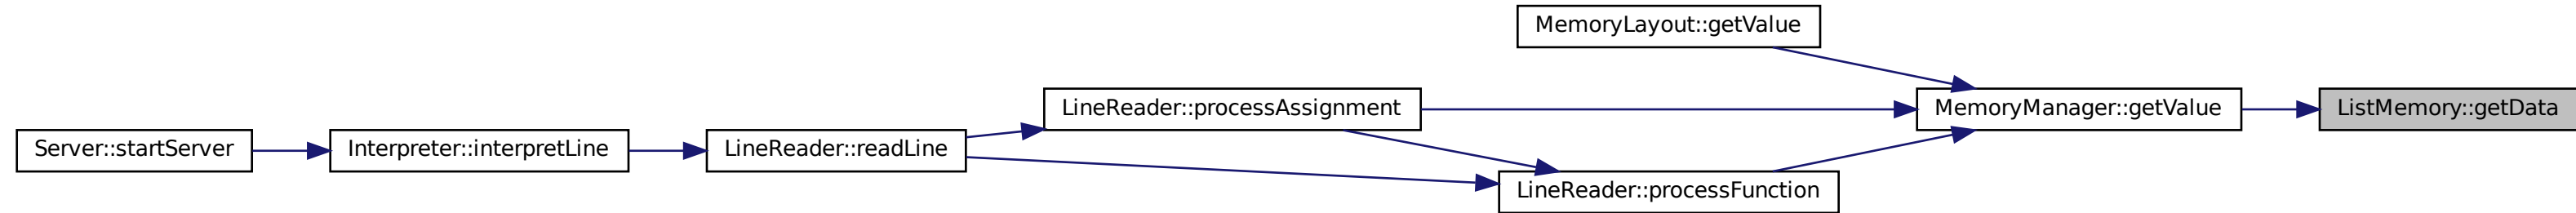 MemoryLayout::getValue
LineReader::processAssignment
MemoryManager::getValue
ListMemory::getData
Server::startServer
Interpreter::interpretLine
LineReader::readLine
LineReader::processFunction